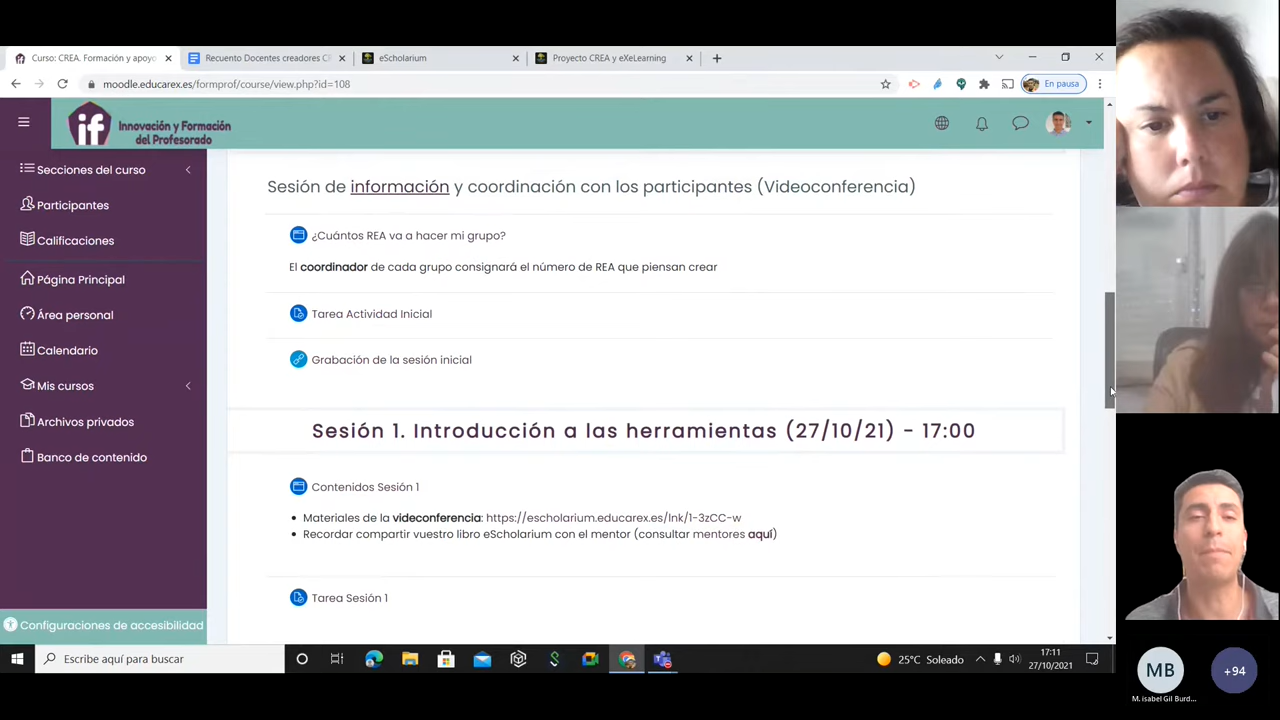 Curso: CREA. Formación y apoyo
Recuento Docentes creadores C
eScholarium
Proyecto CREA y eXeLearning
moodle.educarex.es/formprof/course/view.php?id=108
En pausa
if Innovación y Formación
del Profesorado
Secciones del curso
Participantes
Calificaciones
Página Principal
Área personal
Calendario
Mis cursos
Archivos privados
Banco de contenido
Configuraciones de accesibilidad
Sesión de información y coordinación con los participantes (Videoconferencia)
¿Cuántos REA va a hacer mi grupo?
El coordinador de cada grupo consignará el número de REA que piensan crear
Tarea Actividad Inicial
Grabación de la sesión inicial
Sesión 1. Introducción a las herramientas (27/10/21) - 17:00
Contenidos Sesión 1
• Materiales de la videconferencia: https://escholarium.educarex.es/lnk/1-3zCC-w
• Recordar compartir vuestro libro eScholarium con el mentor (consultar mentores aquí)
Tarea Sesión 1
Escribe aquí para buscar
25°C Soleado
17:11
27/10/2021
MB
+94
M. isabel Gil Burd...